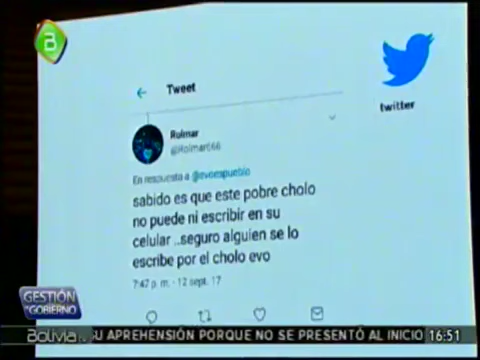 B
Tweet
twitter
Rolmar
@Rolmar666
En respuesta a @evoespueblo
sabido es que este pobre cholo
no puede ni escribir en su
celular ..seguro alguien se lo
escribe por el cholo evo
7:47 p. m. · 12 sept. 17
GESTIÓN
DE GOBIERNO
Bolivia
SU APREHENSIÓN PORQUE NO SE PRESENTÓ AL INICIO
16:51